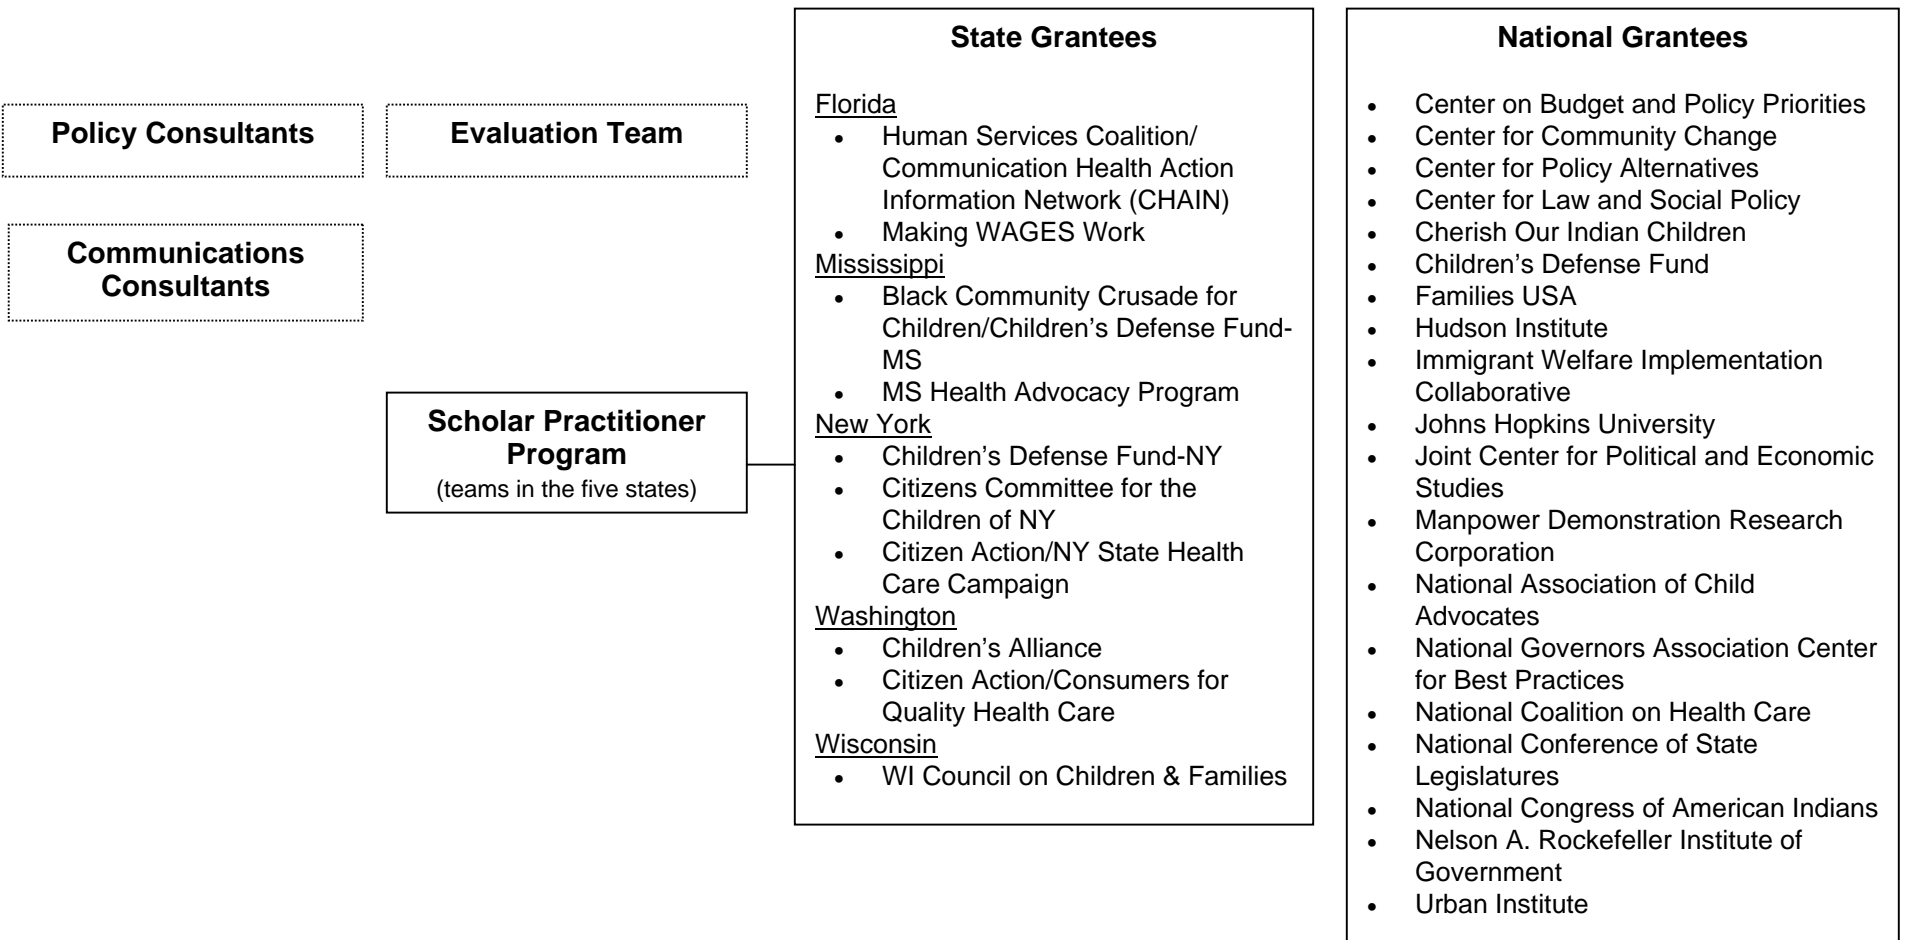 Policy Consultants
Evaluation Team
Communications
Consultants
Scholar Practitioner
Program
(teams in the five states)
State Grantees
Florida
• Human Services Coalition/
Communication Health Action
Information Network (CHAIN)
• Making WAGES Work
Mississippi
• Black Community Crusade for
Children/Children’s Defense Fund-
MS
• MS Health Advocacy Program
New York
• Children’s Defense Fund-NY
• Citizens Committee for the
Children of NY
• Citizen Action/NY State Health
Care Campaign
Washington
• Children’s Alliance
• Citizen Action/Consumers for
Quality Health Care
Wisconsin
• WI Council on Children & Families
National Grantees
• Center on Budget and Policy Priorities
• Center for Community Change
• Center for Policy Alternatives
• Center for Law and Social Policy
• Cherish Our Indian Children
• Children’s Defense Fund
• Families USA
• Hudson Institute
• Immigrant Welfare Implementation
Collaborative
• Johns Hopkins University
• Joint Center for Political and Economic
Studies
• Manpower Demonstration Research
Corporation
• National Association of Child
Advocates
• National Governors Association Center
for Best Practices
• National Coalition on Health Care
• National Conference of State
Legislatures
• National Congress of American Indians
• Nelson A. Rockefeller Institute of
Government
• Urban Institute